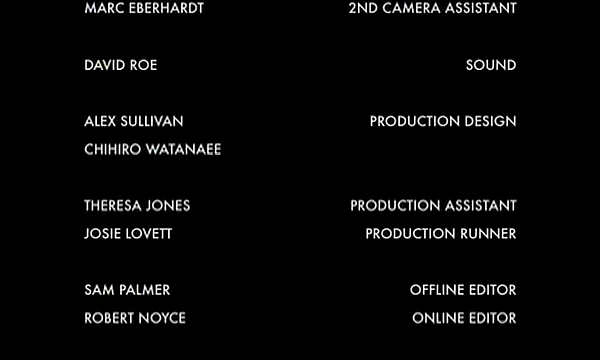 MARC EBERHARDT 2ND CAMERA ASSISTANT
DAVID ROE SOUND
ALEX SULLIVAN PRODUCTION DESIGN
CHIHIRO WATANAEE
THERESA JONES PRODUCTION ASSISTANT
JOSIE LOVETT PRODUCTION RUNNER
SAM PALMER OFFLINE EDITOR
ROBERT NOYCE ONLINE EDITOR